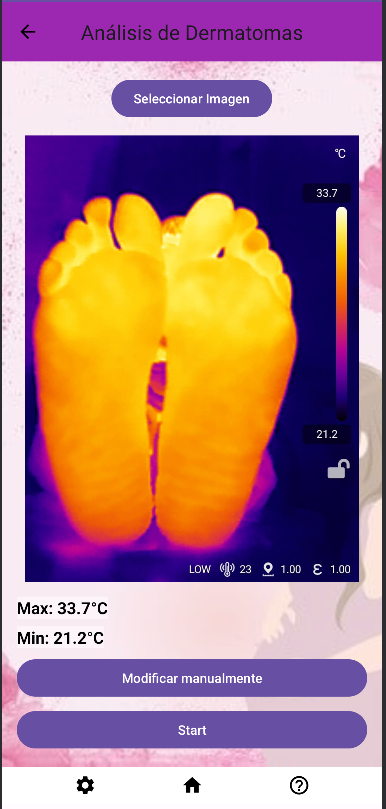 Análisis de Dermatomas
Seleccionar Imagen
℃
33.7
21.2
LOW 23 1.00 ε 1.00
Max: 33.7°C
Min: 21.2°C
Modificar manualmente
Start